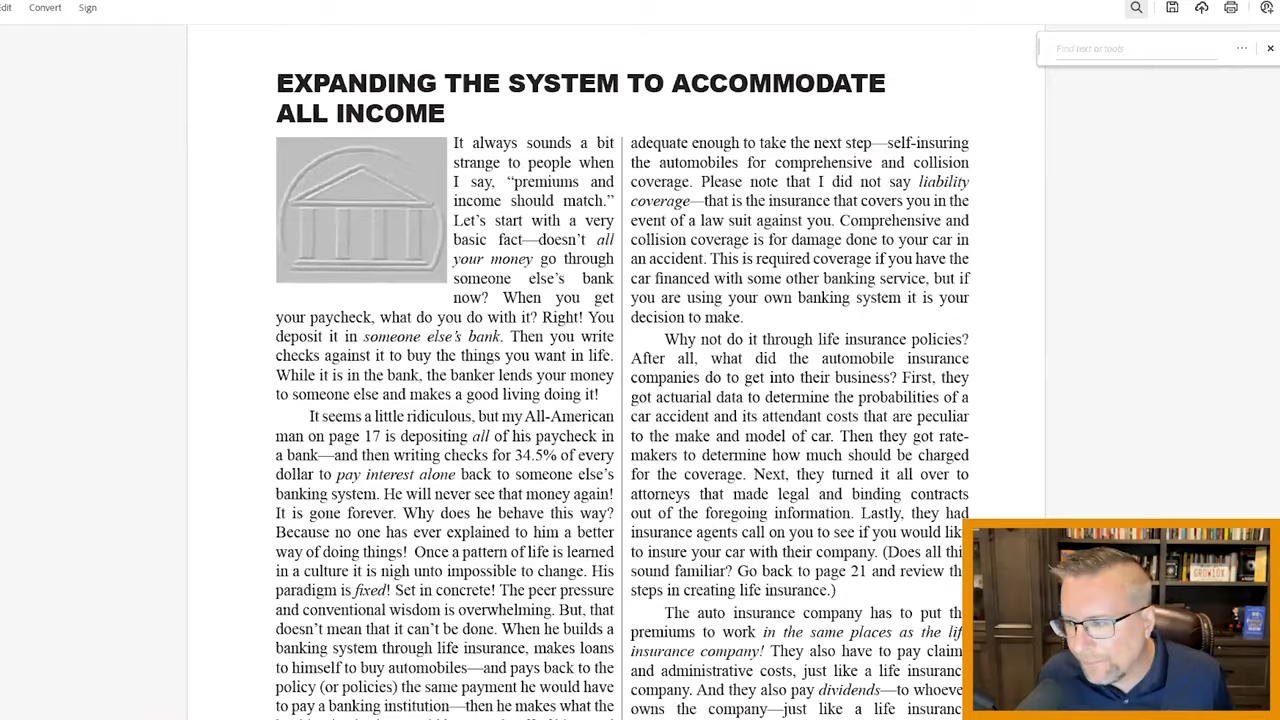 dit
Convert
Sign
Find text or tools
EXPANDING THE SYSTEM TO ACCOMMODATE
ALL INCOME
It always sounds a bit
strange to people when
I say, “premiums and
income should match.”
Let’s start with a very
basic fact—doesn’t all
your money go through
someone else’s bank
now? When you get
your paycheck, what do you do with it? Right! You
deposit it in someone else’s bank. Then you write
checks against it to buy the things you want in life.
While it is in the bank, the banker lends your money
to someone else and makes a good living doing it!
It seems a little ridiculous, but my All-American
man on page 17 is depositing all of his paycheck in
a bank—and then writing checks for 34.5% of every
dollar to pay interest alone back to someone else’s
banking system. He will never see that money again!
It is gone forever. Why does he behave this way?
Because no one has ever explained to him a better
way of doing things! Once a pattern of life is learned
in a culture it is nigh unto impossible to change. His
paradigm is fixed! Set in concrete! The peer pressure
and conventional wisdom is overwhelming. But, that
doesn’t mean that it can’t be done. When he builds a
banking system through life insurance, makes loans
to himself to buy automobiles—and pays back to the
policy (or policies) the same payment he would have
to pay a banking institution—then he makes what the
adequate enough to take the next step—self-insuring
the automobiles for comprehensive and collision
coverage. Please note that I did not say liability
coverage—that is the insurance that covers you in the
event of a law suit against you. Comprehensive and
collision coverage is for damage done to your car in
an accident. This is required coverage if you have the
car financed with some other banking service, but if
you are using your own banking system it is your
decision to make.
Why not do it through life insurance policies?
After all, what did the automobile insurance
companies do to get into their business? First, they
got actuarial data to determine the probabilities of a
car accident and its attendant costs that are peculiar
to the make and model of car. Then they got rate-
makers to determine how much should be charged
for the coverage. Next, they turned it all over to
attorneys that made legal and binding contracts
out of the foregoing information. Lastly, they had
insurance agents call on you to see if you would lik
to insure your car with their company. (Does all thi
sound familiar? Go back to page 21 and review th
steps in creating life insurance.)
The auto insurance company has to put th
premiums to work in the same places as the lif
insurance company! They also have to pay claim
and administrative costs, just like a life insuranc
company. And they also pay dividends—to whoeve
owns the company—just like a life insuranc